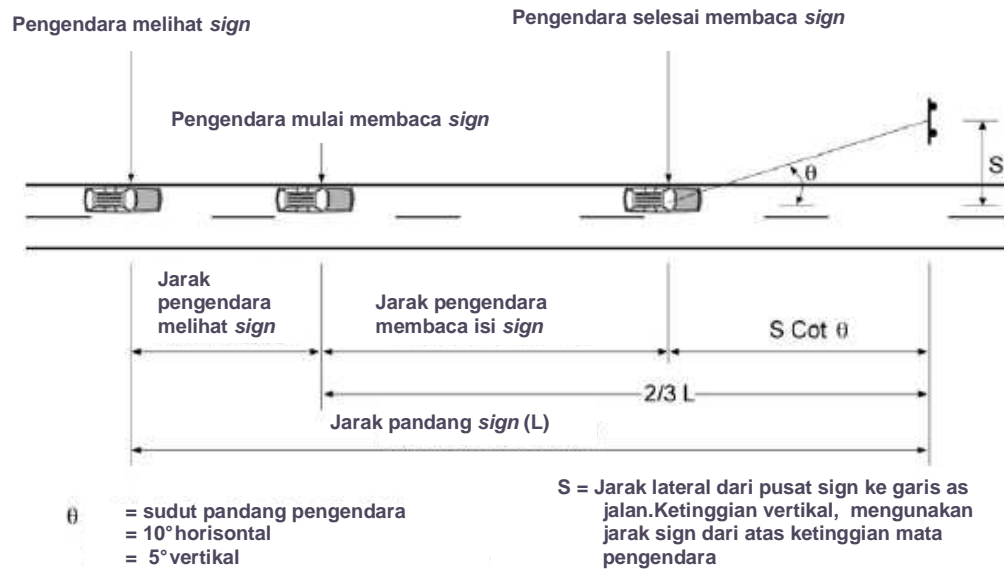 Pengendara melihat sign
Pengendara selesai membaca sign
Pengendara mulai membaca sign
θ
S
Jarak
pengendara
melihat sign
Jarak pengendara
membaca isi sign
S Cot θ
2/3 L
Jarak pandang sign (L)
θ = sudut pandang pengendara
= 10° horisontal
= 5° vertikal
S = Jarak lateral dari pusat sign ke garis as
jalan.Ketinggian vertikal, mengunakan
jarak sign dari atas ketinggian mata
pengendara